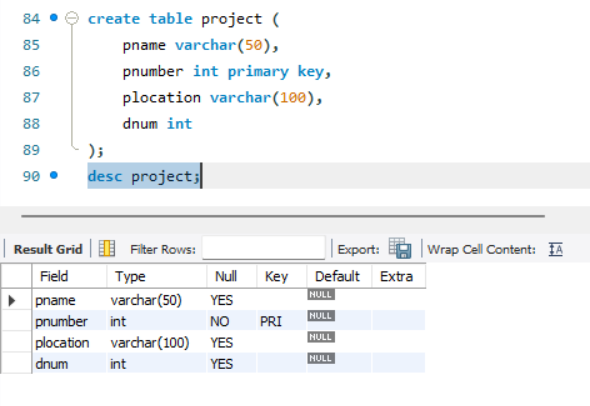 84 create table project (
85 pname varchar(50),
86 pnumber int primary key,
87 plocation varchar(100),
88 dnum int
89 );
90 desc project;
Result Grid Filter Rows: Export: Wrap Cell Content: IA
Field Type Null Key Default Extra
pname varchar(50) YES NULL
pnumber int NO PRI NULL
plocation varchar(100) YES NULL
dnum int YES NULL